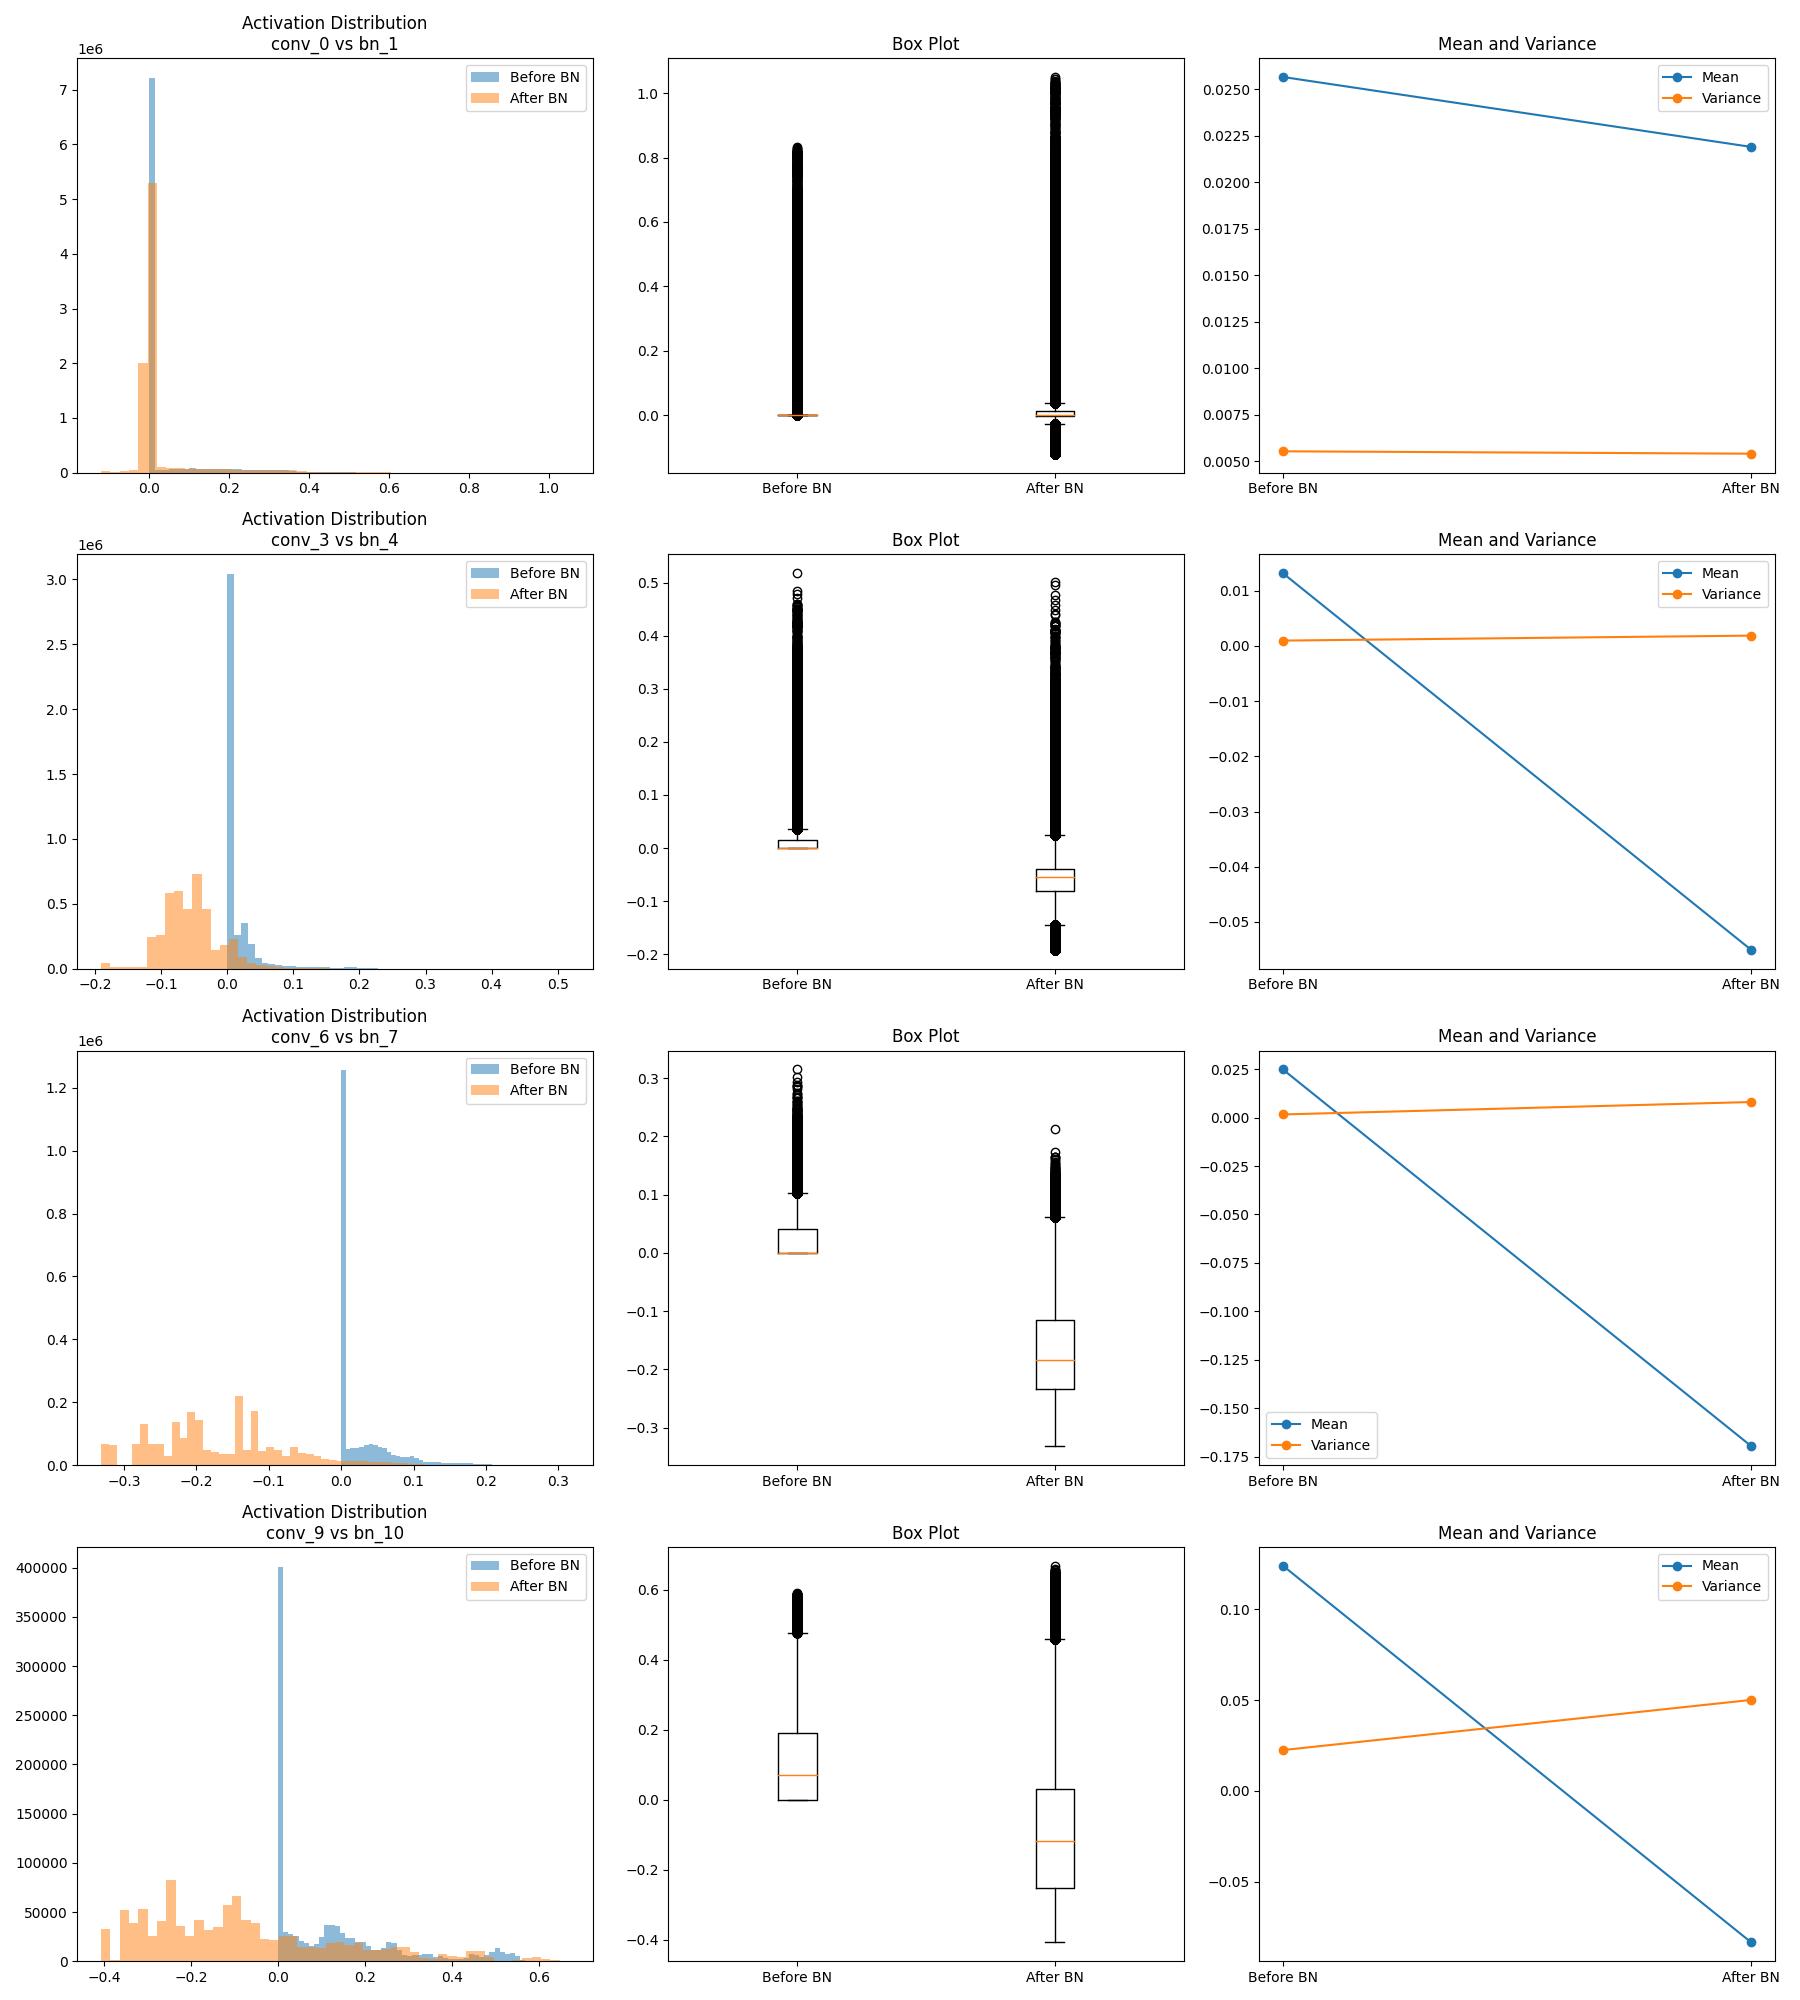 Activation Distribution
conv_0 vs bn_1
1e6
Before BN
After BN
7
6
5
4
3
2
1
0
0.0 0.2 0.4 0.6 0.8 1.0
Box Plot
1.0
0.8
0.6
0.4
0.2
0.0
Before BN After BN
Mean and Variance
Mean
Variance
0.0250
0.0225
0.0200
0.0175
0.0150
0.0125
0.0100
0.0075
0.0050
Before BN After BN
Activation Distribution
conv_3 vs bn_4
1e6
Before BN
After BN
3.0
2.5
2.0
1.5
1.0
0.5
0.0
−0.2 −0.1 0.0 0.1 0.2 0.3 0.4 0.5
Box Plot
0.5
0.4
0.3
0.2
0.1
0.0
−0.1
−0.2
Before BN After BN
Mean and Variance
Mean
Variance
0.01
0.00
−0.01
−0.02
−0.03
−0.04
−0.05
Before BN After BN
Activation Distribution
conv_6 vs bn_7
1e6
Before BN
After BN
1.2
1.0
0.8
0.6
0.4
0.2
0.0
−0.3 −0.2 −0.1 0.0 0.1 0.2 0.3
Box Plot
0.3
0.2
0.1
0.0
−0.1
−0.2
−0.3
Before BN After BN
Mean and Variance
0.025
0.000
−0.025
−0.050
−0.075
−0.100
−0.125
−0.150
−0.175
Mean
Variance
Before BN After BN
Activation Distribution
conv_9 vs bn_10
Before BN
After BN
400000
350000
300000
250000
200000
150000
100000
50000
0
−0.4 −0.2 0.0 0.2 0.4 0.6
Box Plot
0.6
0.4
0.2
0.0
−0.2
−0.4
Before BN After BN
Mean and Variance
Mean
Variance
0.10
0.05
0.00
−0.05
Before BN After BN